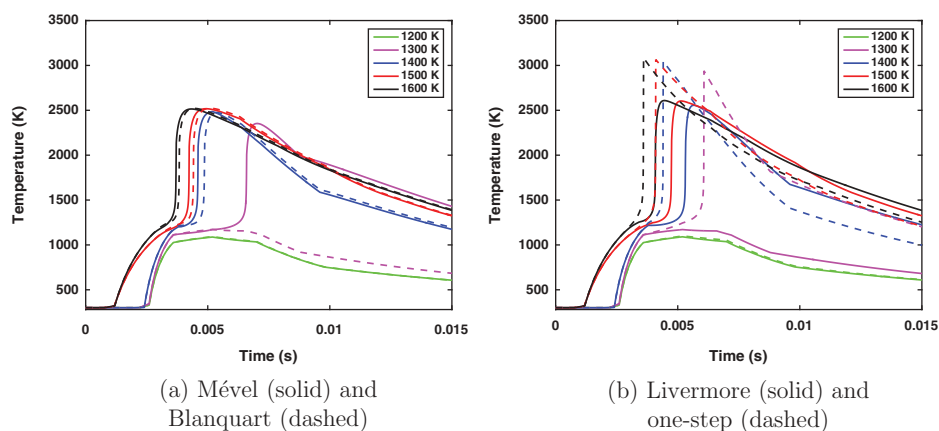 3500
3000
2500
2000
1500
1000
500
Temperature (K)
0
0.005
0.01
0.015
Time (s)
1200 K
1300 K
1400 K
1500 K
1600 K
(a) Mével (solid) and
Blanquart (dashed)
3500
3000
2500
2000
1500
1000
500
Temperature (K)
0
0.005
0.01
0.015
Time (s)
1200 K
1300 K
1400 K
1500 K
1600 K
(b) Livermore (solid) and
one-step (dashed)